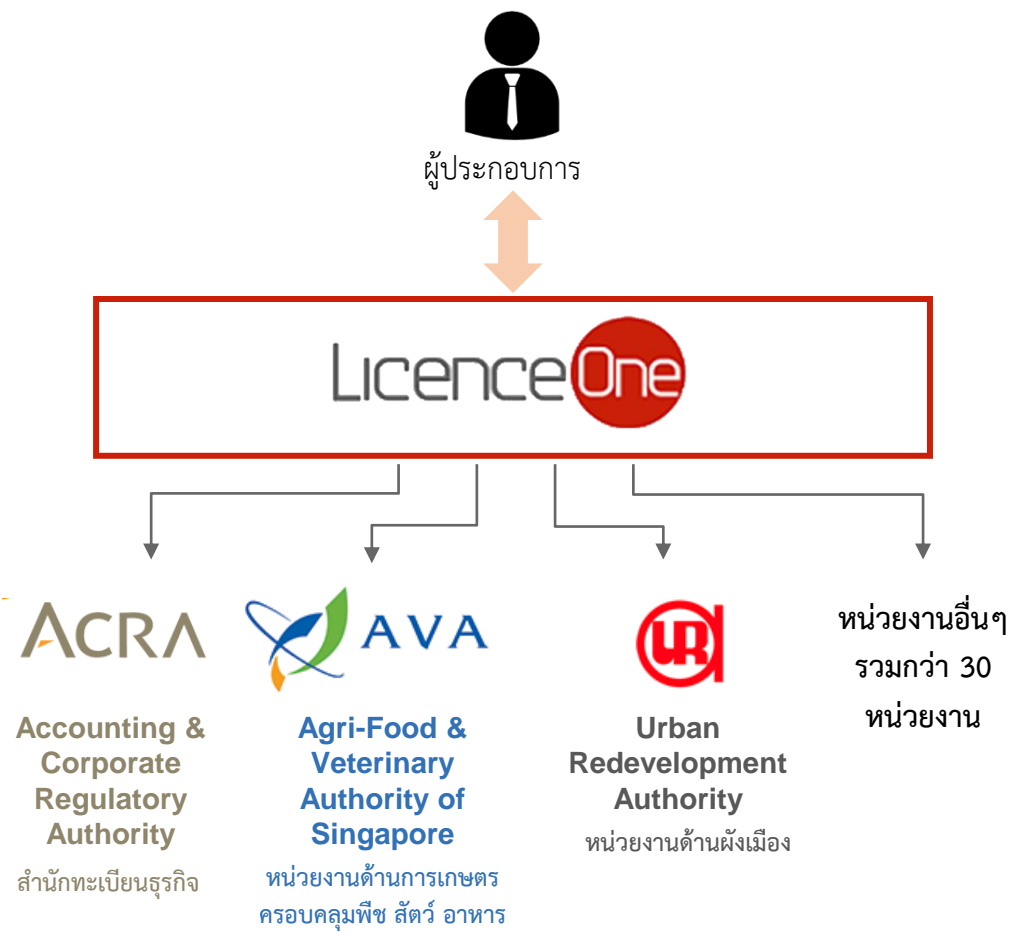 ผู้ประกอบการ
LicenceOne
ACRA
Accounting &
Corporate
Regulatory
Authority
สำนักทะเบียนธุรกิจ
AVA
Agri-Food &
Veterinary
Authority of
Singapore
หน่วยงานด้านการเกษตร
ครอบคลุมพืช สัตว์ อาหาร
UR
Urban
Redevelopment
Authority
หน่วยงานด้านผังเมือง
หน่วยงานอื่นๆ
รวมกว่า 30
หน่วยงาน